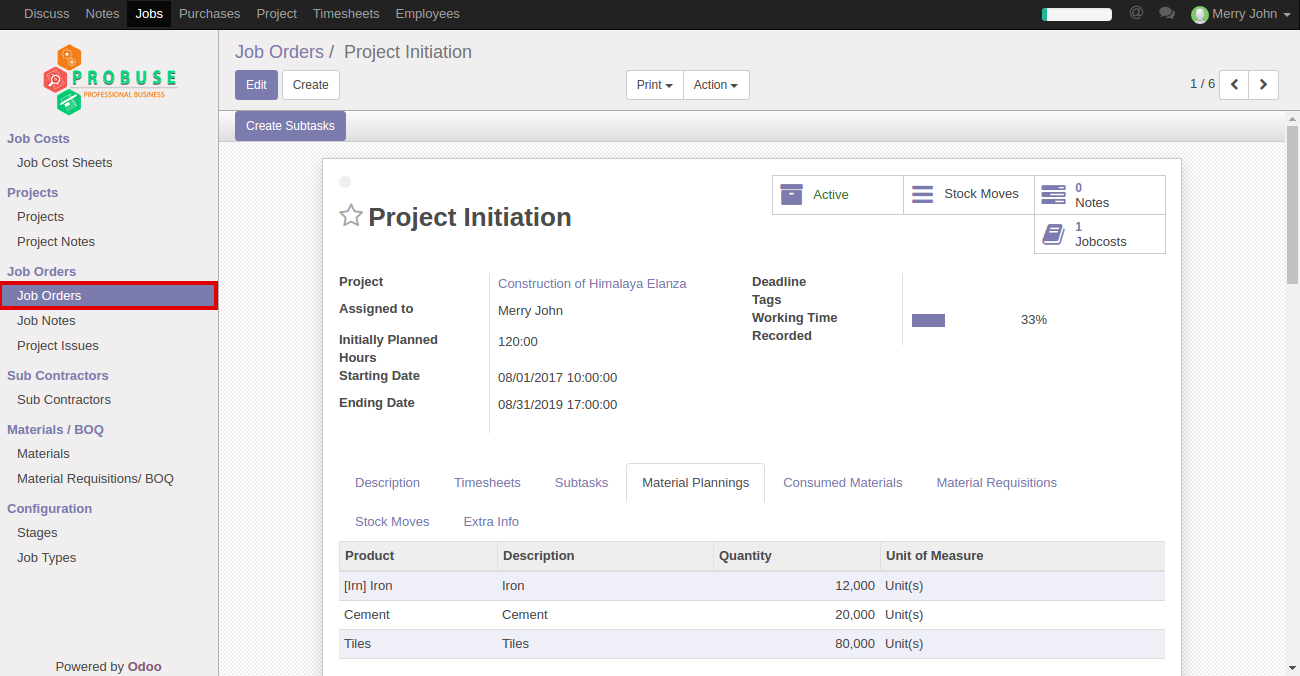 Discuss Notes Jobs Purchases Project Timesheets Employees @ Merry John
PROBUSE
PROFESSIONAL BUSINESS
Job Costs
Job Cost Sheets
Projects
Projects
Project Notes
Job Orders
Job Orders
Job Notes
Project Issues
Sub Contractors
Sub Contractors
Materials / BOQ
Materials
Material Requisitions/ BOQ
Configuration
Stages
Job Types
Powered by Odoo
Job Orders / Project Initiation
Edit Create Print Action 1 / 6
Create Subtasks
Active Stock Moves 0 Notes
1 Jobcosts
Project Initiation
Project Construction of Himalaya Elanza
Assigned to Merry John
Initially Planned Hours 120:00
Starting Date 08/01/2017 10:00:00
Ending Date 08/31/2019 17:00:00
Deadline
Tags
Working Time Recorded 33%
Description Timesheets Subtasks Material Plannings Consumed Materials Material Requisitions
Stock Moves Extra Info
Product Description Quantity Unit of Measure
[Irn] Iron Iron 12,000 Unit(s)
Cement Cement 20,000 Unit(s)
Tiles Tiles 80,000 Unit(s)